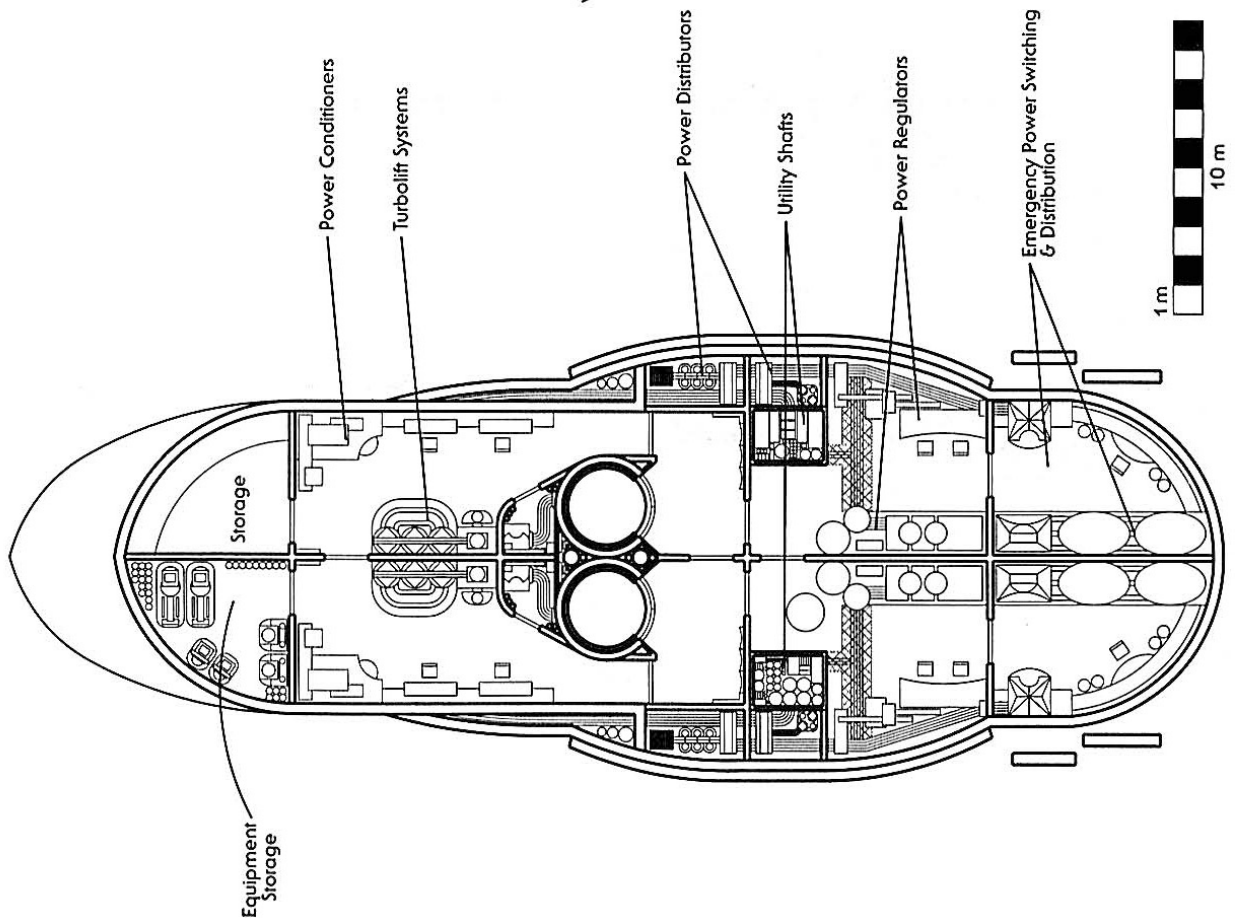 Power Conditioners
Turbolift Systems
Power Distributors
Utility Shafts
Power Regulators
Emergency Power Switching
& Distribution
Storage
Equipment
Storage
1 m
10 m